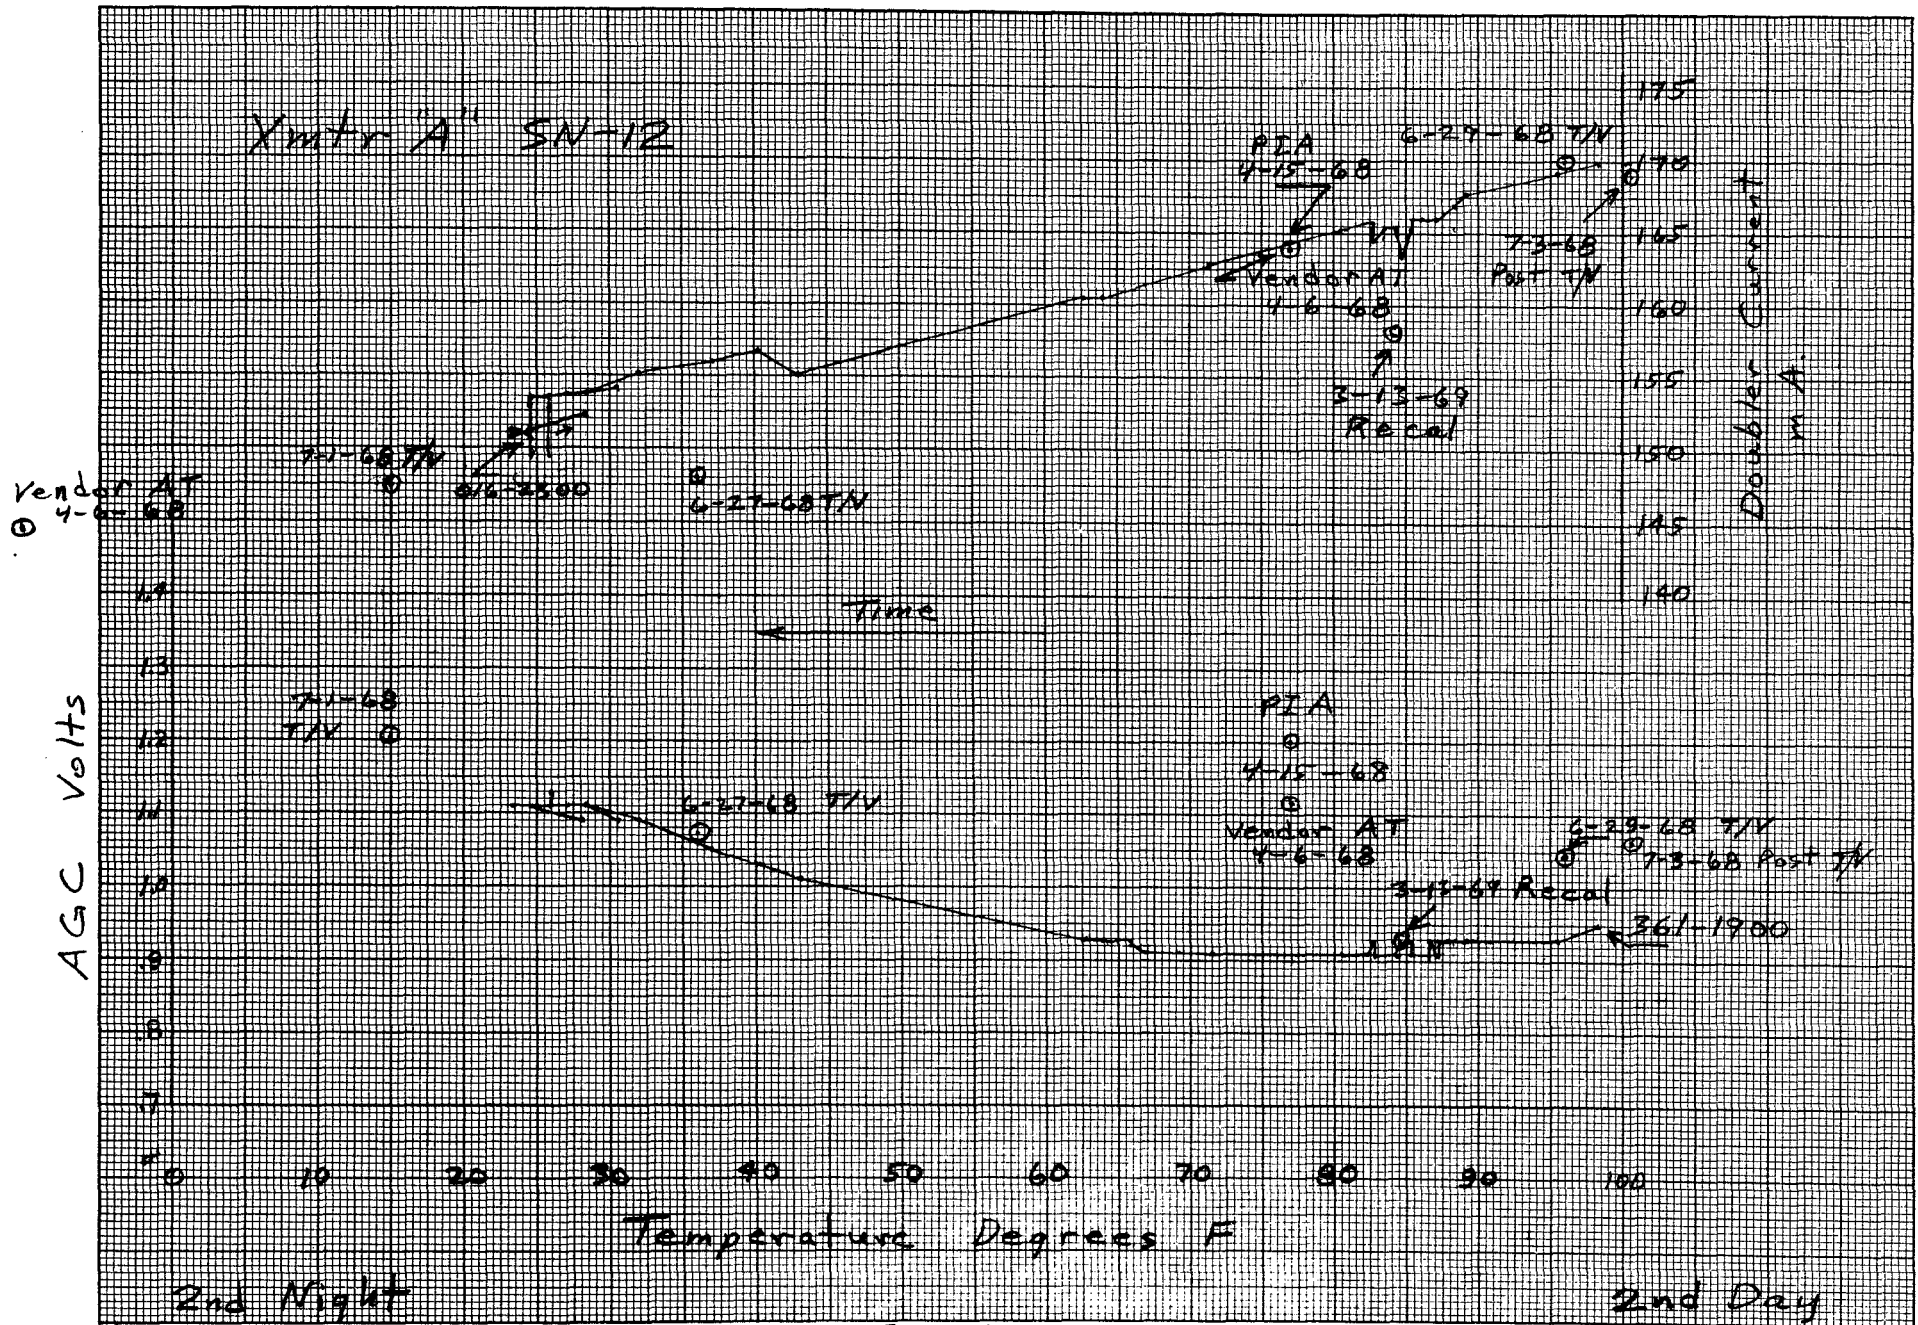 Xmtr "A" SN-12
175
6-29-68 T/V
PIA
4-15-68
170
165
7-3-68
Post T/V
Vendor AT
4-6-68
160
3-13-69
Recal
155
150
145
140
Doubler Current
m A.
7-1-68 T/V
016-2300
6-27-68 T/V
Vendor AT
4-6-68
Time
1.4
1.3
1.2
1.1
1.0
.9
.8
.7
AGC Volts
7-1-68
T/V
PIA
4-15-68
6-27-68 T/V
Vendor AT
4-6-68
6-29-68 T/V
7-3-68 Post T/V
3-13-69 Recal
361-1900
0 10 20 30 40 50 60 70 80 90 100
Temperature Degrees F
2nd Night
2nd Day